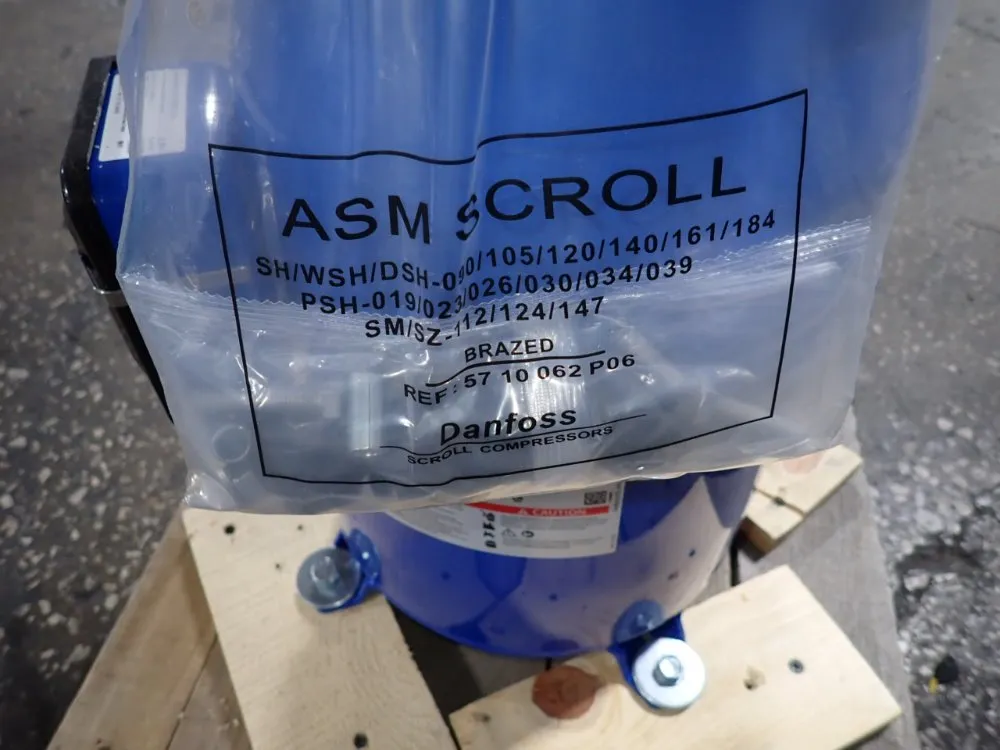 ASM SCROLL
SH/WSH/DSH-090/105/120/140/161/184
PSH-019/023/026/030/034/039
SM/SZ-112/124/147
BRAZED
REF: 57 10 062 P06
Danfoss
SCROLL COMPRESSORS
CAUTION